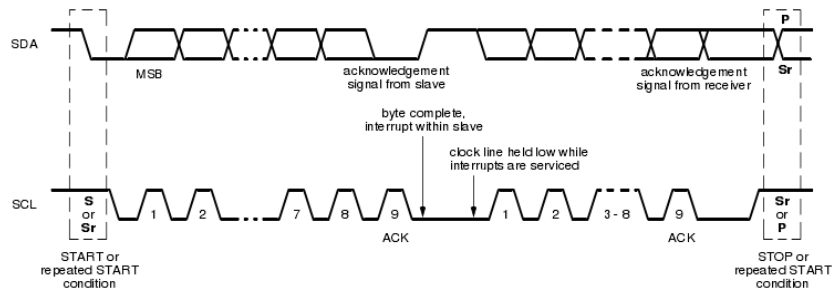 P
SDA
MSB
acknowledgement
signal from slave
acknowledgement
signal from receiver
Sr
byte complete,
interrupt within slave
clock line held low while
interrupts are serviced
SCL
S
or
Sr
1
2
7
8
9
1
2
3 - 8
9
Sr
or
P
ACK
ACK
START or
repeated START
condition
STOP or
repeated START
condition